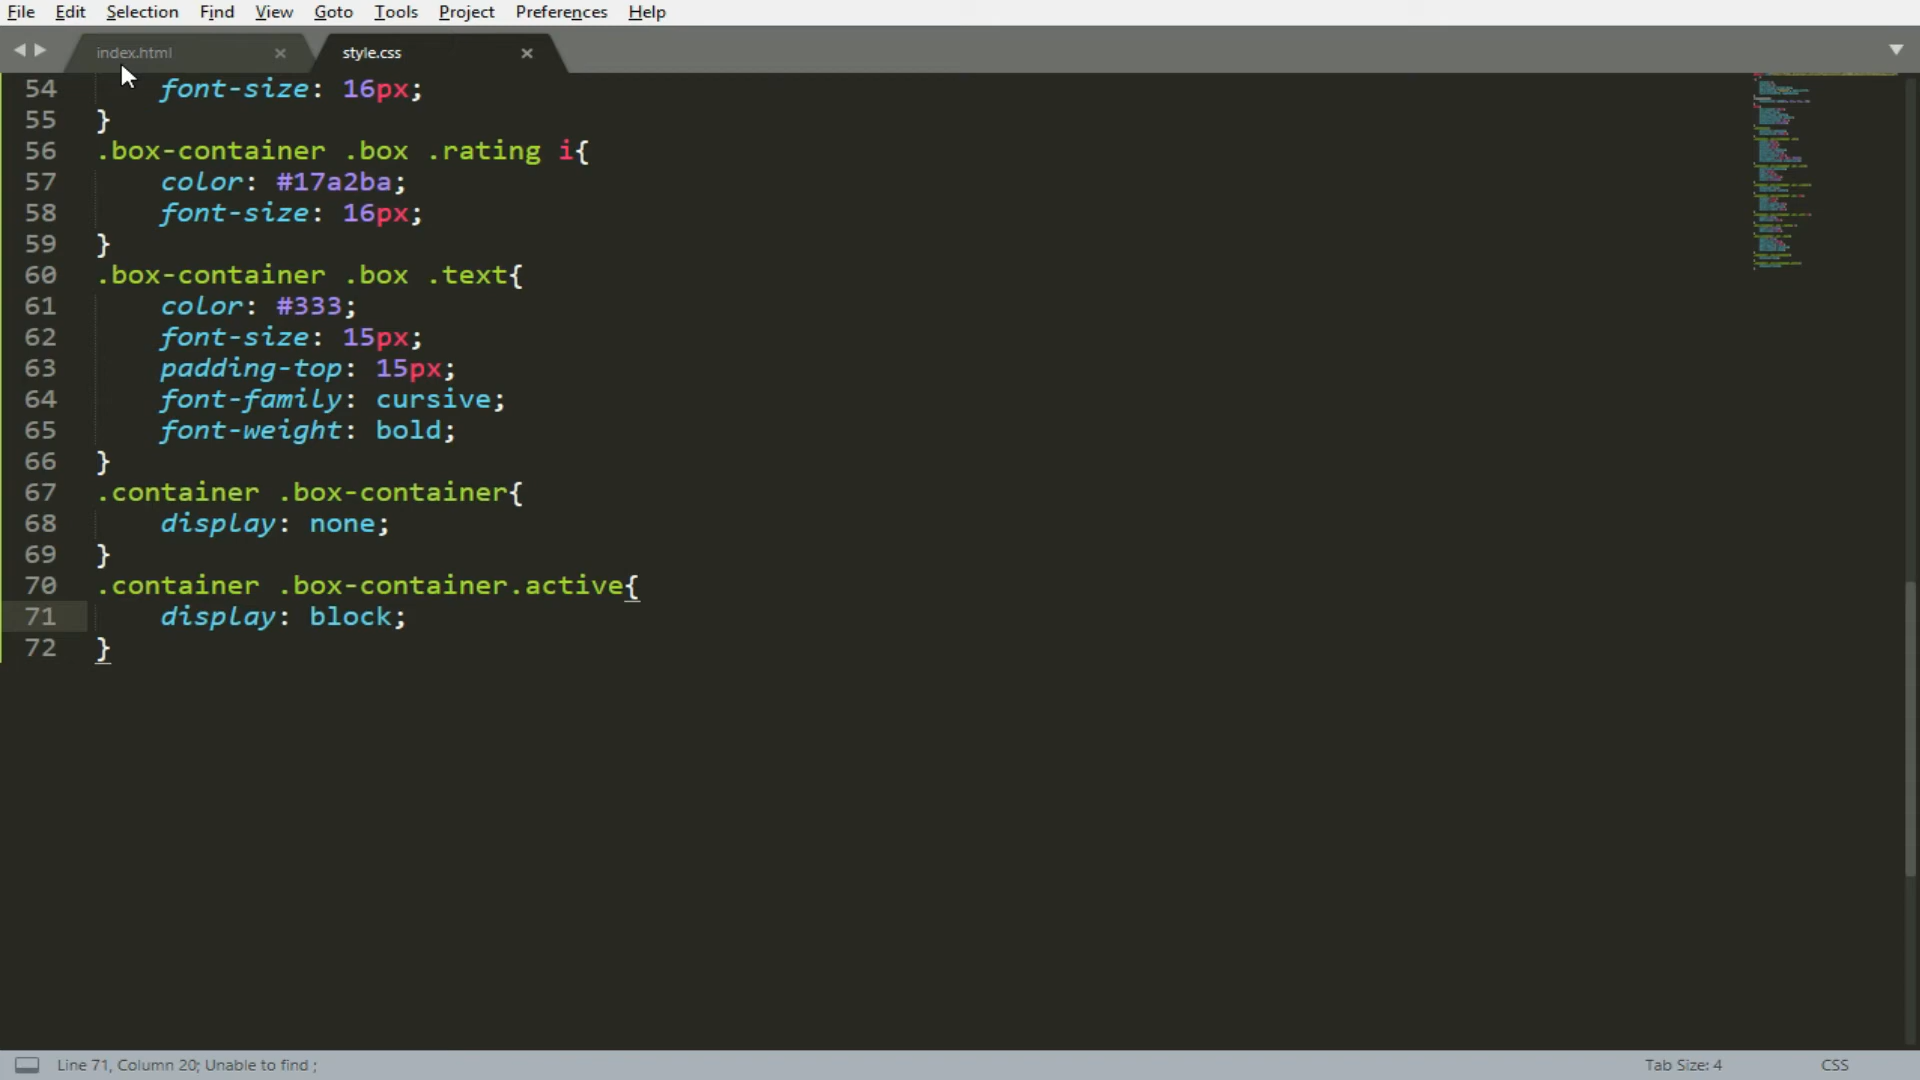 File Edit Selection Find View Goto Tools Project Preferences Help
index.html × style.css ×
54 font-size: 16px;
55 }
56 .box-container .box .rating i{
57 color: #17a2ba;
58 font-size: 16px;
59 }
60 .box-container .box .text{
61 color: #333;
62 font-size: 15px;
63 padding-top: 15px;
64 font-family: cursive;
65 font-weight: bold;
66 }
67 .container .box-container{
68 display: none;
69 }
70 .container .box-container.active{
71 display: block;
72 }
Line 71, Column 20; Unable to find ; Tab Size: 4 CSS